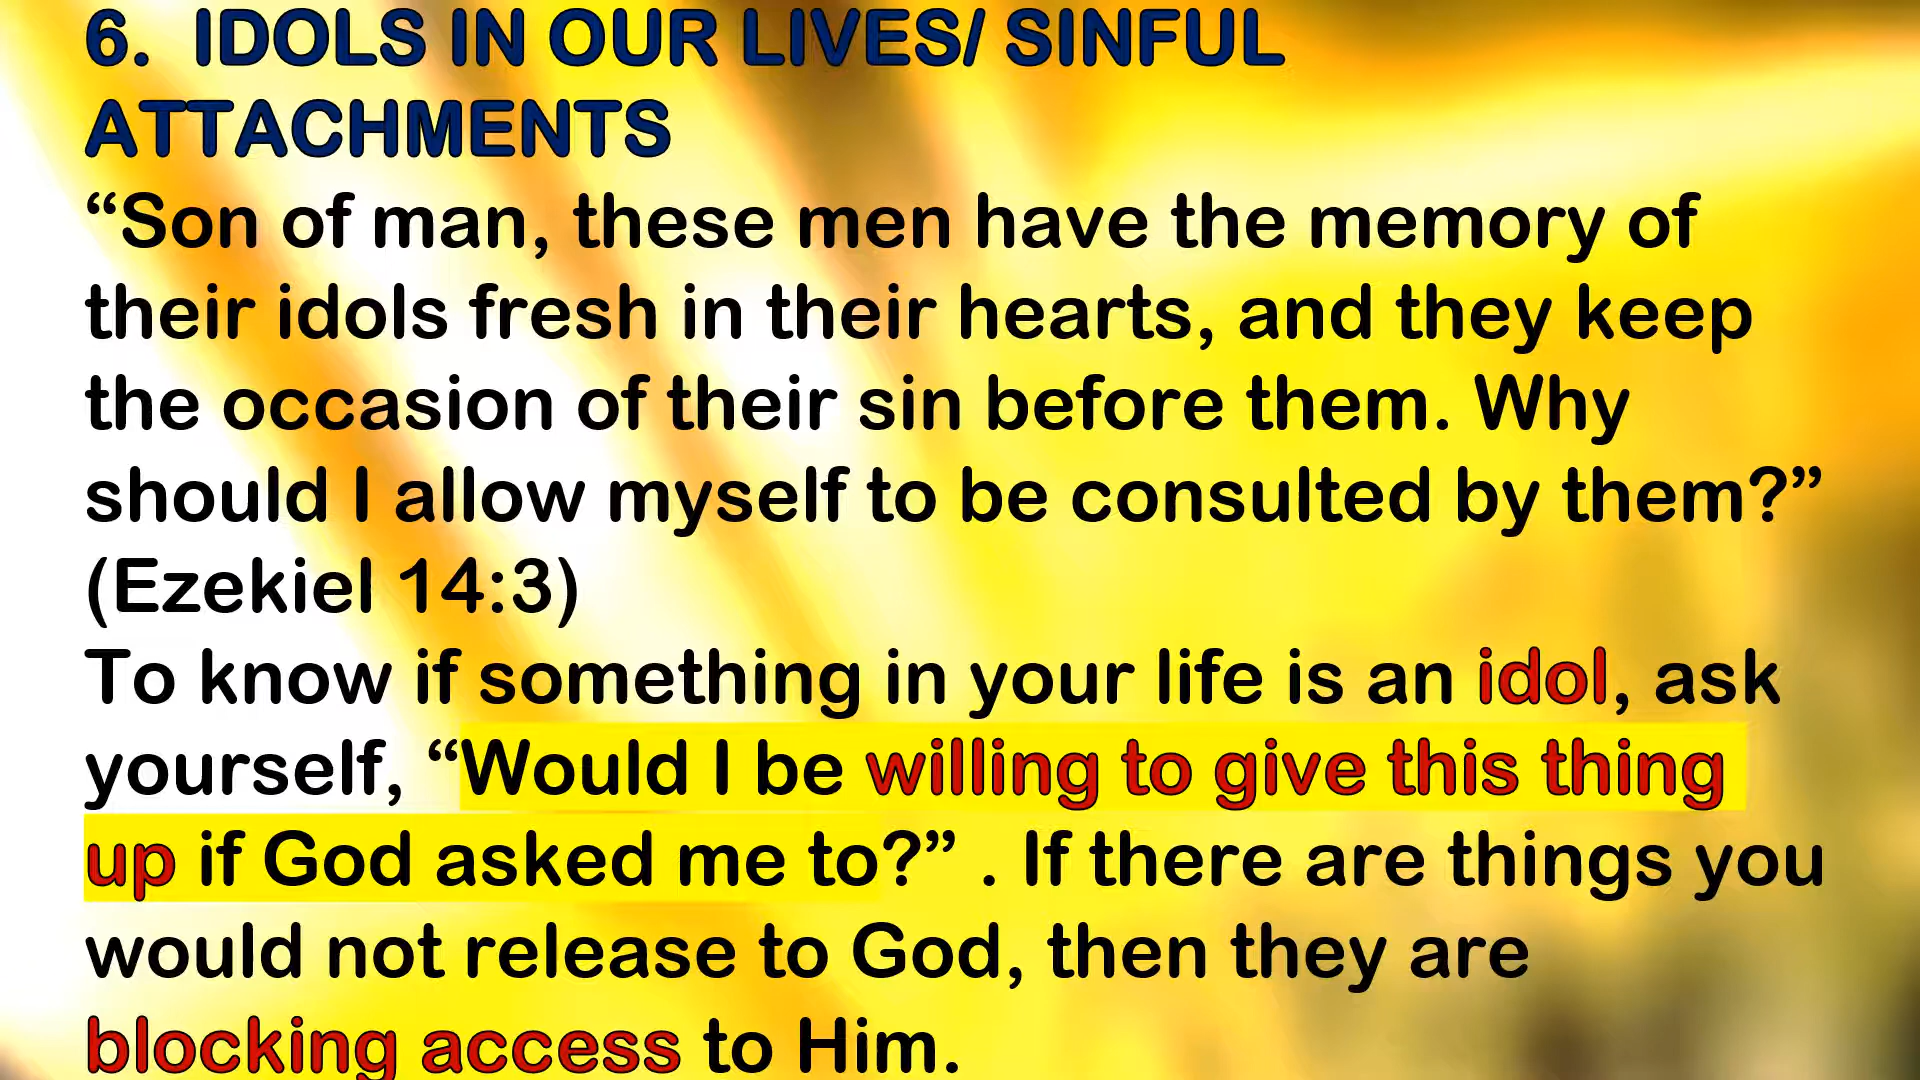 6. IDOLS IN OUR LIVES/ SINFUL
ATTACHMENTS
“Son of man, these men have the memory of
their idols fresh in their hearts, and they keep
the occasion of their sin before them. Why
should I allow myself to be consulted by them?”
(Ezekiel 14:3)
To know if something in your life is an idol, ask
yourself, “Would I be willing to give this thing
up if God asked me to?” . If there are things you
would not release to God, then they are
blocking access to Him.